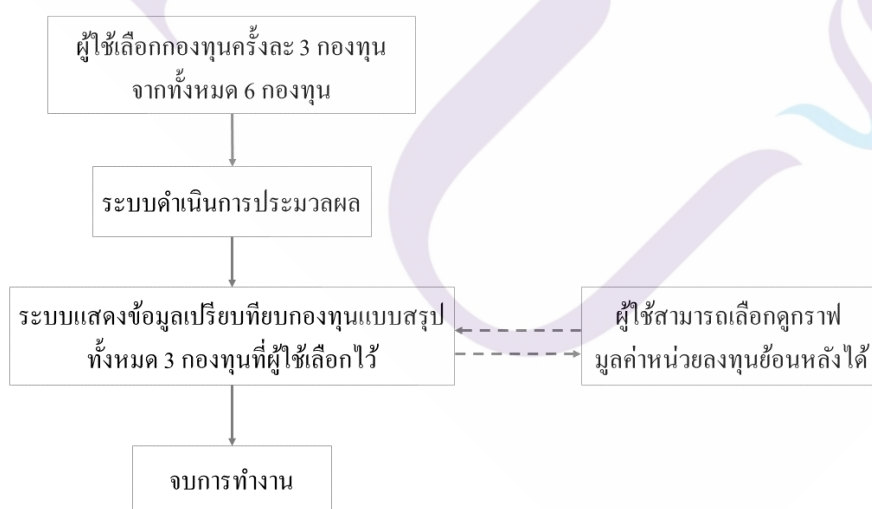 ผู้ใช้เลือกกองทุนครั้งละ 3 กองทุน
จากทั้งหมด 6 กองทุน
ระบบดำเนินการประมวลผล
ระบบแสดงข้อมูลเปรียบทียบกองทุนแบบสรุป
ทั้งหมด 3 กองทุนที่ผู้ใช้เลือกไว้
ผู้ใช้สามารถเลือกดูกราฟ
มูลค่าหน่วยลงทุนย้อนหลังได้
จบการทำงาน